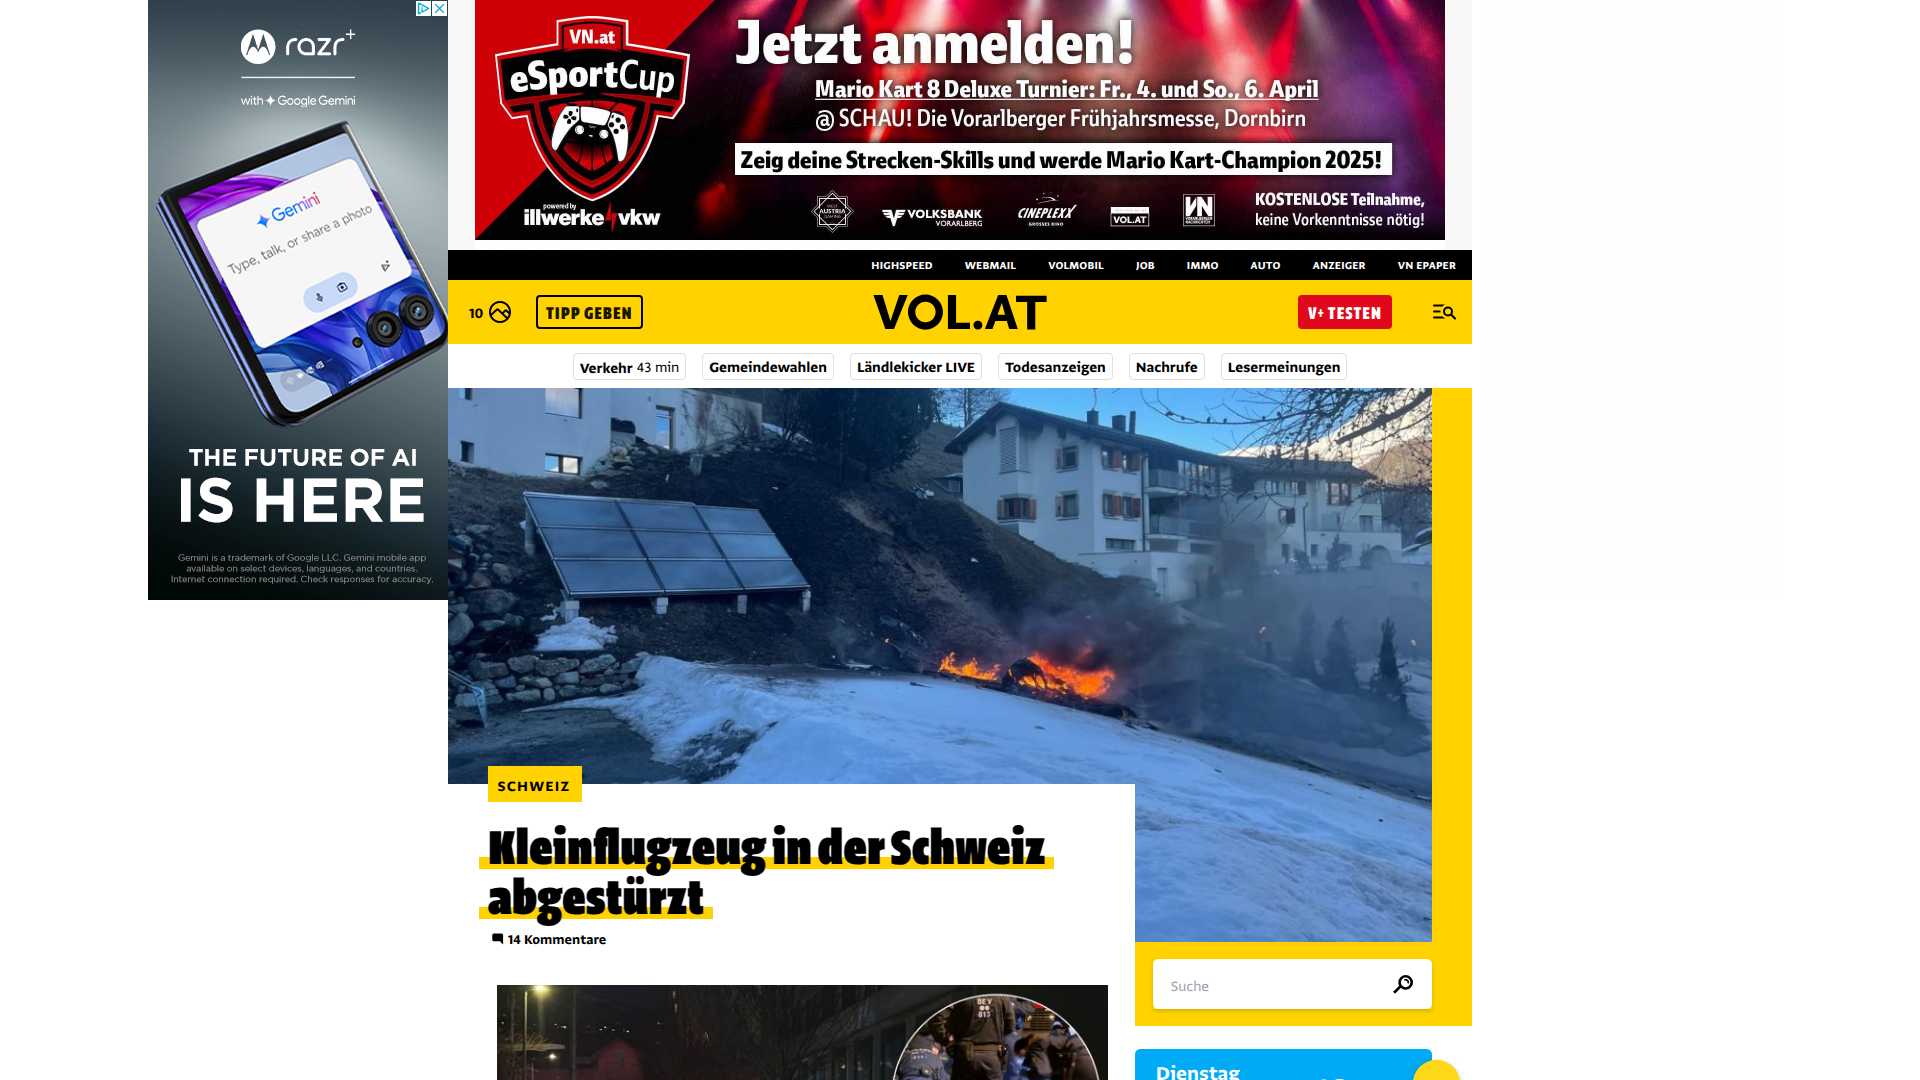 razr+
with Google Gemini
Gemini
Type, talk, or share a photo
THE FUTURE OF AI
IS HERE
Gemini is a trademark of Google LLC. Gemini mobile app
available on select devices, languages, and countries.
Internet connection required. Check responses for accuracy.
VN.at
eSportCup
powered by
illwerke vkw
Jetzt anmelden!
Mario Kart 8 Deluxe Turnier: Fr., 4. und So., 6. April
@ SCHAU! Die Vorarlberger Frühjahrsmesse, Dornbirn
Zeig deine Strecken-Skills und werde Mario Kart-Champion 2025!
AUSTRIA
VOLKSBANK
VORARLBERG
CINEPLEXX
GROSSES KINO
VOL.AT
VN
KOSTENLOSE Teilnahme,
keine Vorkenntnisse nötig!
HIGHSPEED WEBMAIL VOLMOBIL JOB IMMO AUTO ANZEIGER VN EPAPER
10 TIPP GEBEN VOL.AT V+ TESTEN
Verkehr 43 min Gemeindewahlen Ländlekicker LIVE Todesanzeigen Nachrufe Lesermeinungen
SCHWEIZ
Kleinflugzeug in der Schweiz
abgestürzt
14 Kommentare
Suche
BEV
813
Dienstag